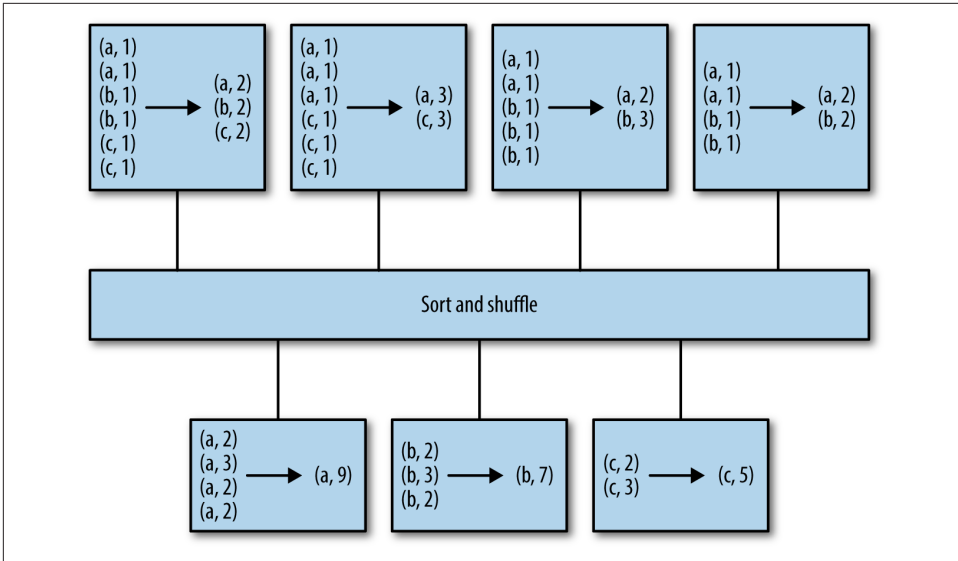 (a, 1)
(a, 1)
(b, 1)
(b, 1)
(c, 1)
(c, 1)
(a, 2)
(b, 2)
(c, 2)
(a, 1)
(a, 1)
(a, 1)
(c, 1)
(c, 1)
(c, 1)
(a, 3)
(c, 3)
(a, 1)
(a, 1)
(b, 1)
(b, 1)
(b, 1)
(a, 2)
(b, 3)
(a, 1)
(a, 1)
(b, 1)
(b, 1)
(a, 2)
(b, 2)
Sort and shuffle
(a, 2)
(a, 3)
(a, 2)
(a, 2)
(a, 9)
(b, 2)
(b, 3)
(b, 2)
(b, 7)
(c, 2)
(c, 3)
(c, 5)